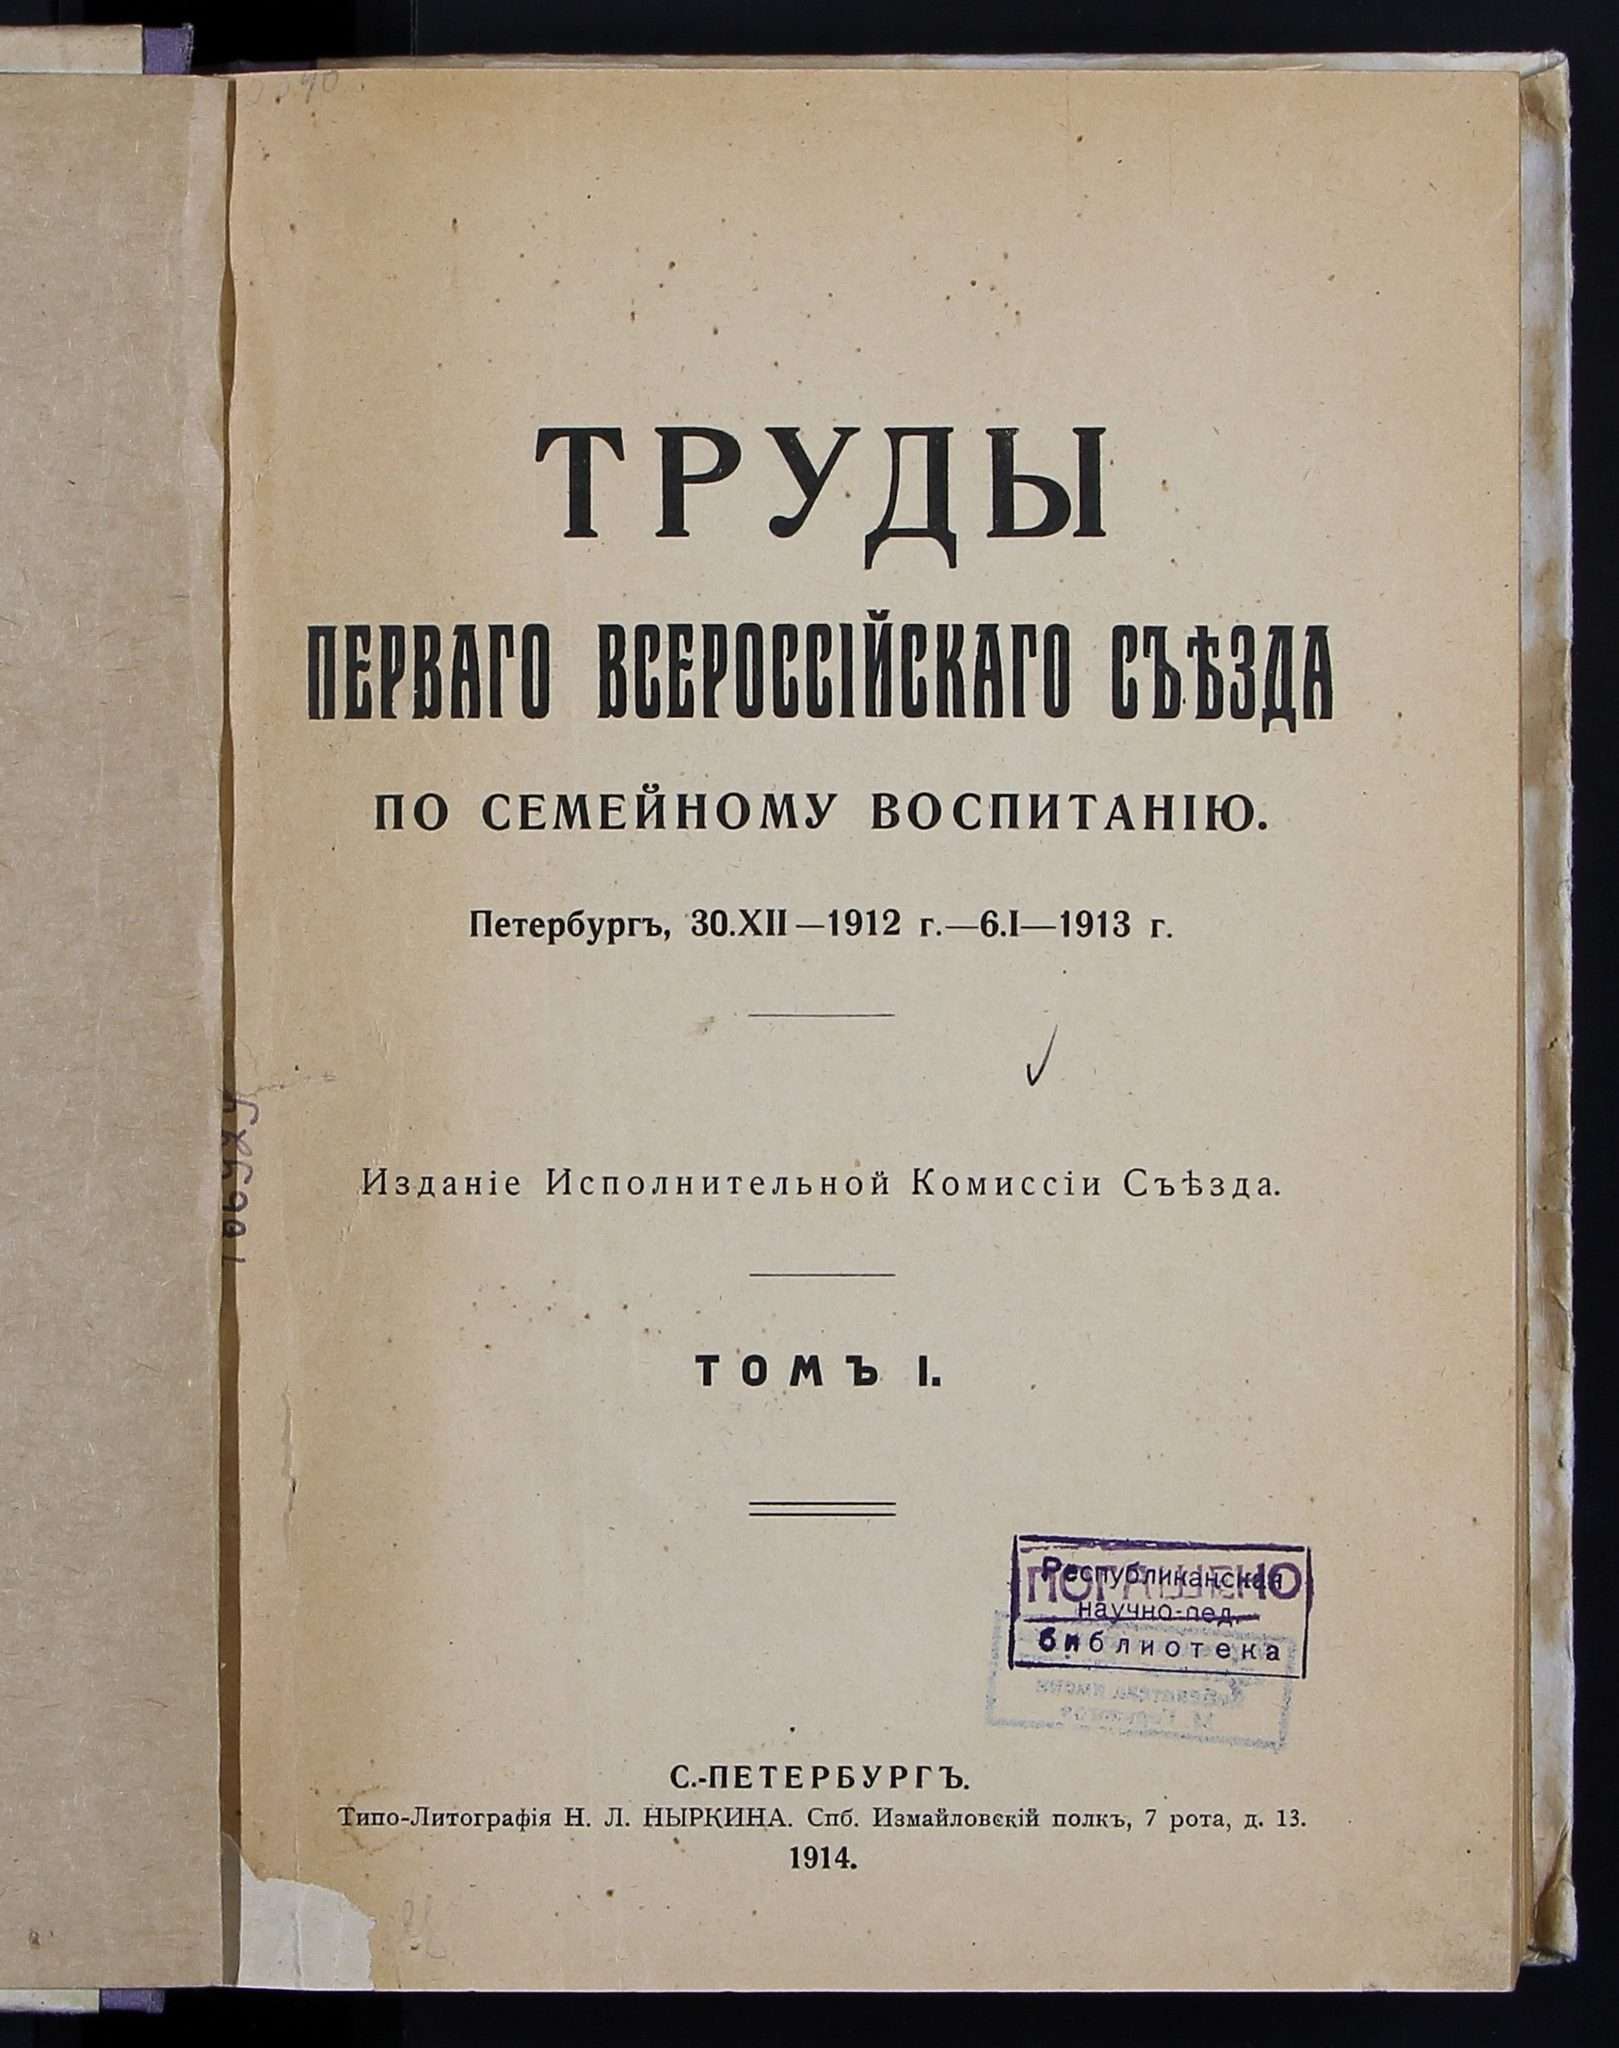 ТРУДЫ
ПЕРВАГО ВСЕРОССІЙСКАГО СЪѢЗДА
ПО СЕМЕЙНОМУ ВОСПИТАНІЮ.
Петербургъ, 30.XII—1912 г.—6.I—1913 г.
Изданіе Исполнительной Комиссіи Съѣзда.
ТОМЪ I.
ПОГАШЕНО
Республиканская
научно-пед.
библиотека
С.-ПЕТЕРБУРГЪ.
Типо-Литографія Н. Л. НЫРКИНА. Спб. Измайловскій полкъ, 7 рота, д. 13.
1914.